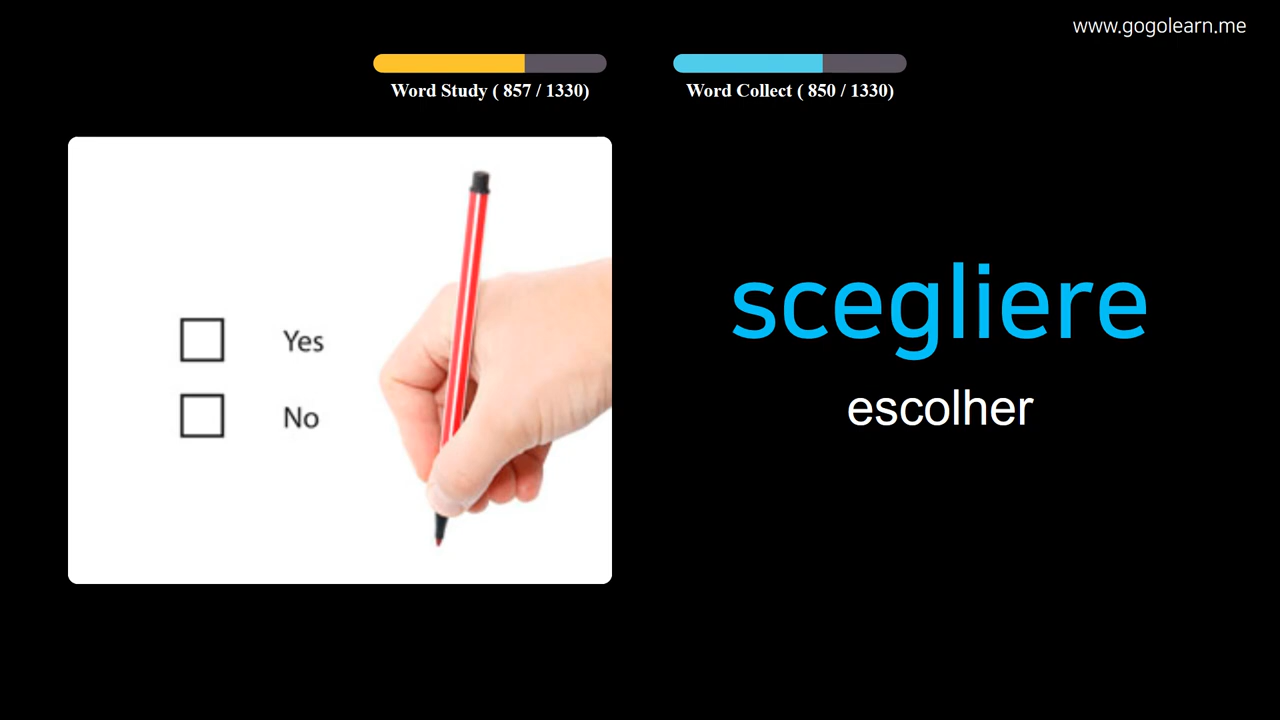 www.gogolearn.me
Word Study ( 857 / 1330)
Word Collect ( 850 / 1330)
Yes
No
scegliere
escolher